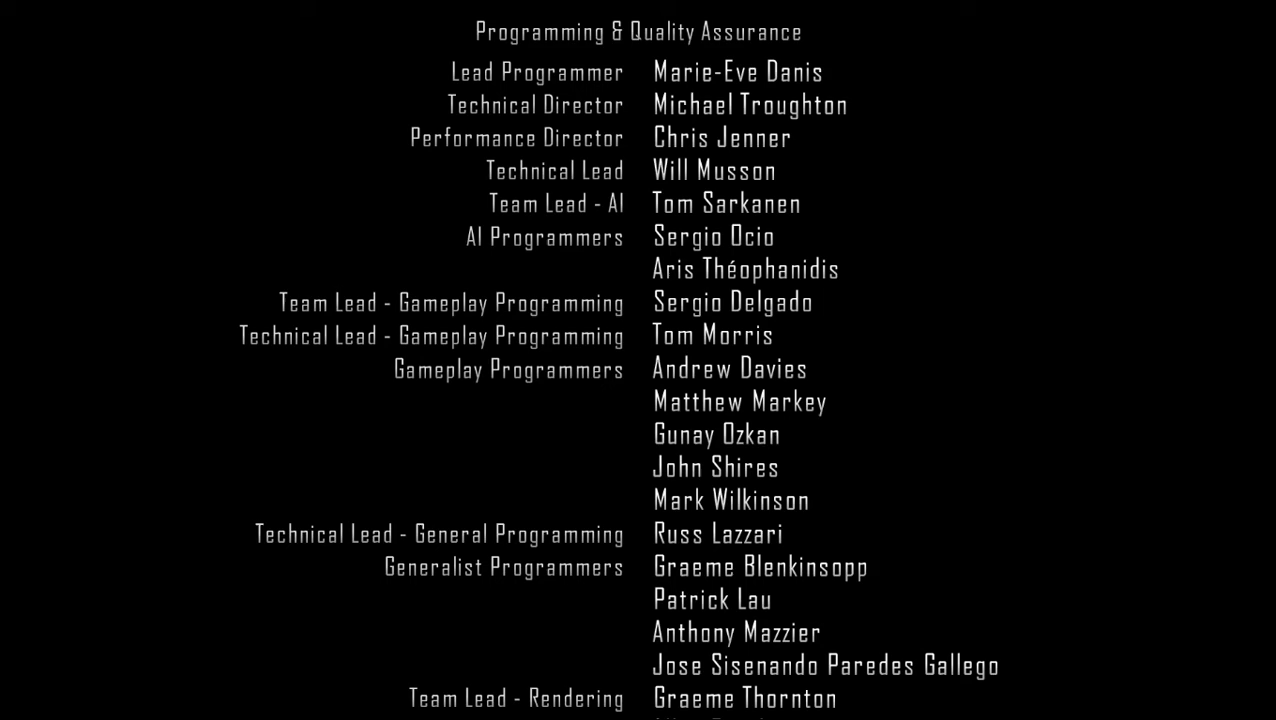 Programming & Quality Assurance
Lead Programmer Marie-Eve Danis
Technical Director Michael Troughton
Performance Director Chris Jenner
Technical Lead Will Musson
Team Lead - AI Tom Sarkanen
AI Programmers Sergio Ocio
Aris Théophanidis
Team Lead - Gameplay Programming Sergio Delgado
Technical Lead - Gameplay Programming Tom Morris
Gameplay Programmers Andrew Davies
Matthew Markey
Gunay Ozkan
John Shires
Mark Wilkinson
Technical Lead - General Programming Russ Lazzari
Generalist Programmers Graeme Blenkinsopp
Patrick Lau
Anthony Mazzier
Jose Sisenando Paredes Gallego
Team Lead - Rendering Graeme Thornton